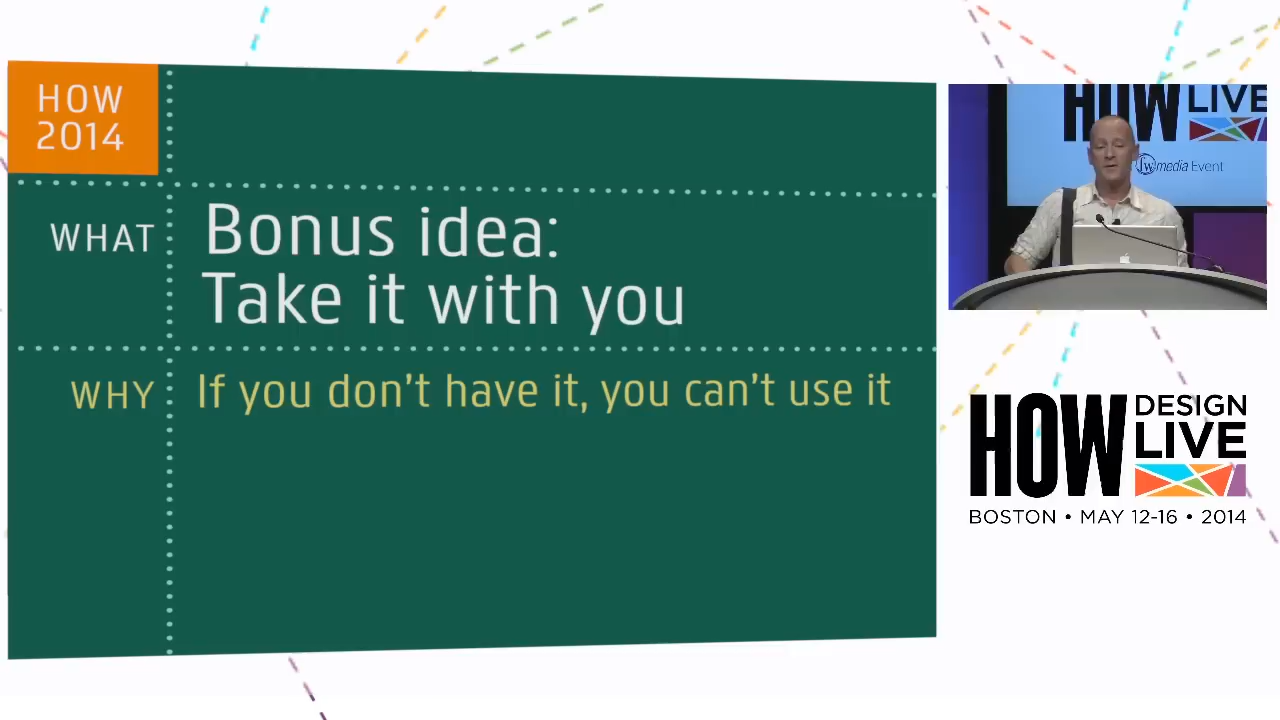 HOW
2014
WHAT
Bonus idea:
Take it with you
WHY
If you don't have it, you can't use it
HOW LIVE
fw media Event
HOW DESIGN LIVE
BOSTON • MAY 12-16 • 2014